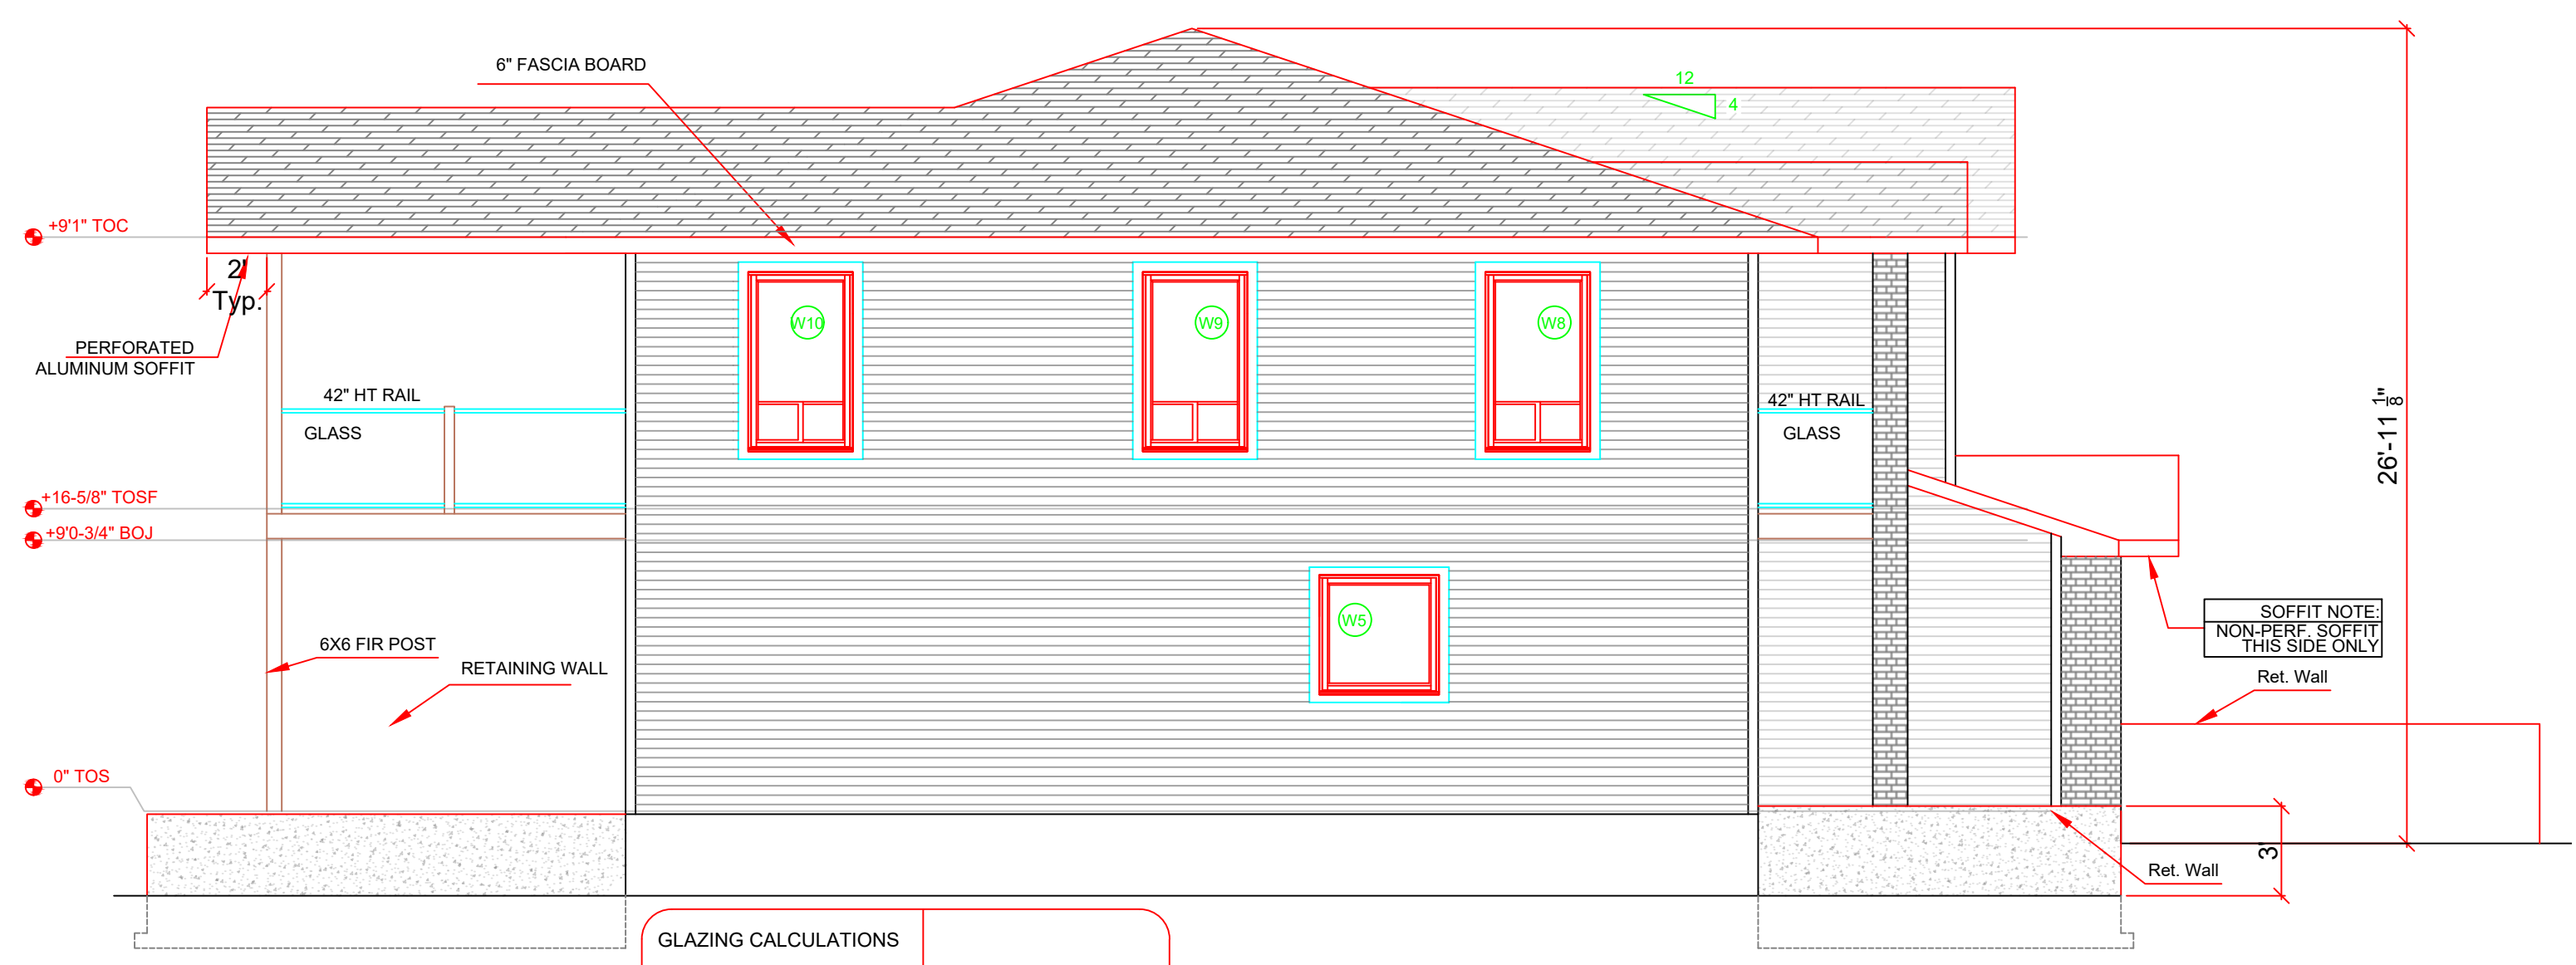 6" FASCIA BOARD
12
4
+9'1" TOC
2'
Typ.
PERFORATED
ALUMINUM SOFFIT
W10
W9
W8
42" HT RAIL
GLASS
42" HT RAIL
GLASS
26'-11 1/8"
+16-5/8" TOSF
+9'0-3/4" BOJ
W5
SOFFIT NOTE:
NON-PERF. SOFFIT
THIS SIDE ONLY
6X6 FIR POST
RETAINING WALL
Ret. Wall
0" TOS
3'
Ret. Wall
GLAZING CALCULATIONS